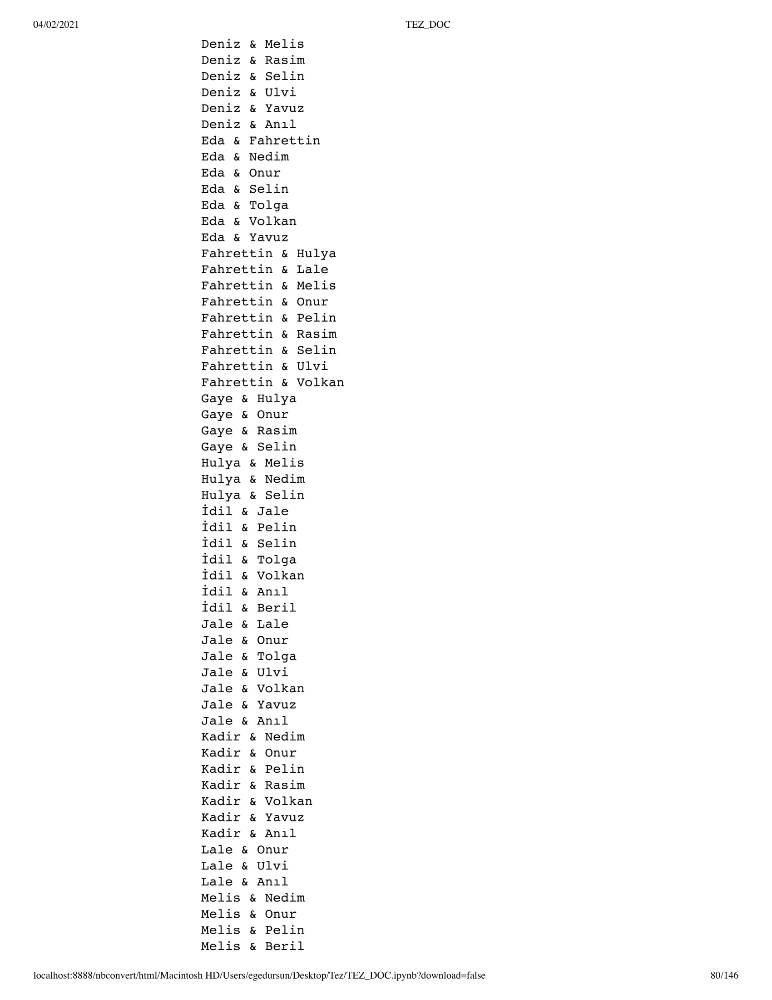 04/02/2021 TEZ_DOC
Deniz & Melis
Deniz & Rasim
Deniz & Selin
Deniz & Ulvi
Deniz & Yavuz
Deniz & Anıl
Eda & Fahrettin
Eda & Nedim
Eda & Onur
Eda & Selin
Eda & Tolga
Eda & Volkan
Eda & Yavuz
Fahrettin & Hulya
Fahrettin & Lale
Fahrettin & Melis
Fahrettin & Onur
Fahrettin & Pelin
Fahrettin & Rasim
Fahrettin & Selin
Fahrettin & Ulvi
Fahrettin & Volkan
Gaye & Hulya
Gaye & Onur
Gaye & Rasim
Gaye & Selin
Hulya & Melis
Hulya & Nedim
Hulya & Selin
İdil & Jale
İdil & Pelin
İdil & Selin
İdil & Tolga
İdil & Volkan
İdil & Anıl
İdil & Beril
Jale & Lale
Jale & Onur
Jale & Tolga
Jale & Ulvi
Jale & Volkan
Jale & Yavuz
Jale & Anıl
Kadir & Nedim
Kadir & Onur
Kadir & Pelin
Kadir & Rasim
Kadir & Volkan
Kadir & Yavuz
Kadir & Anıl
Lale & Onur
Lale & Ulvi
Lale & Anıl
Melis & Nedim
Melis & Onur
Melis & Pelin
Melis & Beril
localhost:8888/nbconvert/html/Macintosh HD/Users/egedursun/Desktop/Tez/TEZ_DOC.ipynb?download=false 80/146